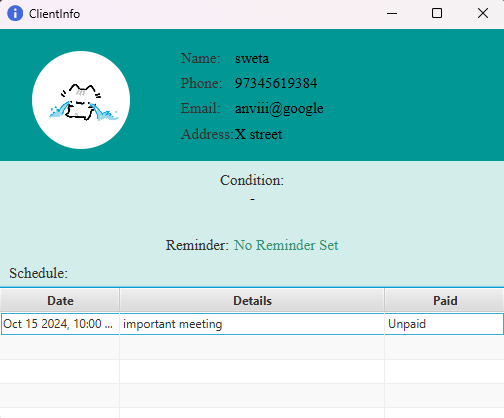 ClientInfo
Name: sweta
Phone: 97345619384
Email: anviii@google
Address:X street
Condition:
-
Reminder: No Reminder Set
Schedule:
Date Details Paid
Oct 15 2024, 10:00 ... important meeting Unpaid